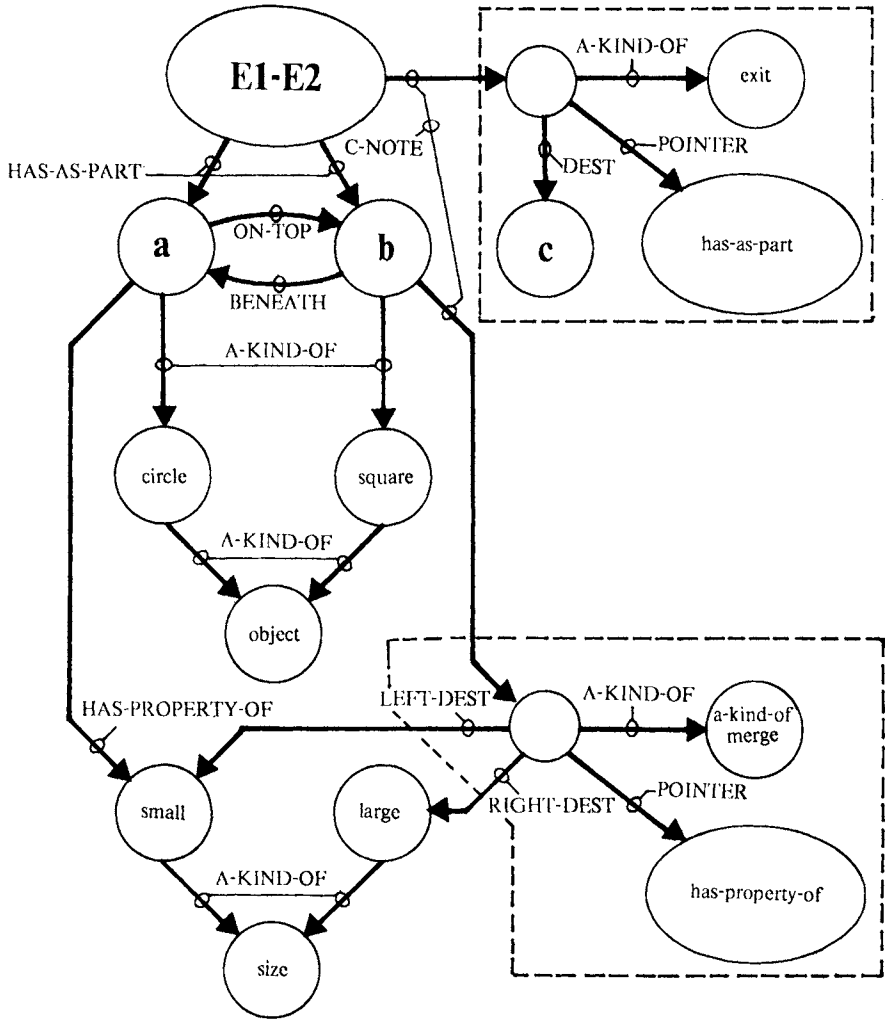 E1-E2
A-KIND-OF
exit
C-NOTE
POINTER
HAS-AS-PART
DEST
a
ON-TOP
b
c
has-as-part
BENEATH
A-KIND-OF
circle
square
A-KIND-OF
object
LEFT-DEST
A-KIND-OF
HAS-PROPERTY-OF
a-kind-of
merge
small
large
RIGHT-DEST
POINTER
A-KIND-OF
has-property-of
size